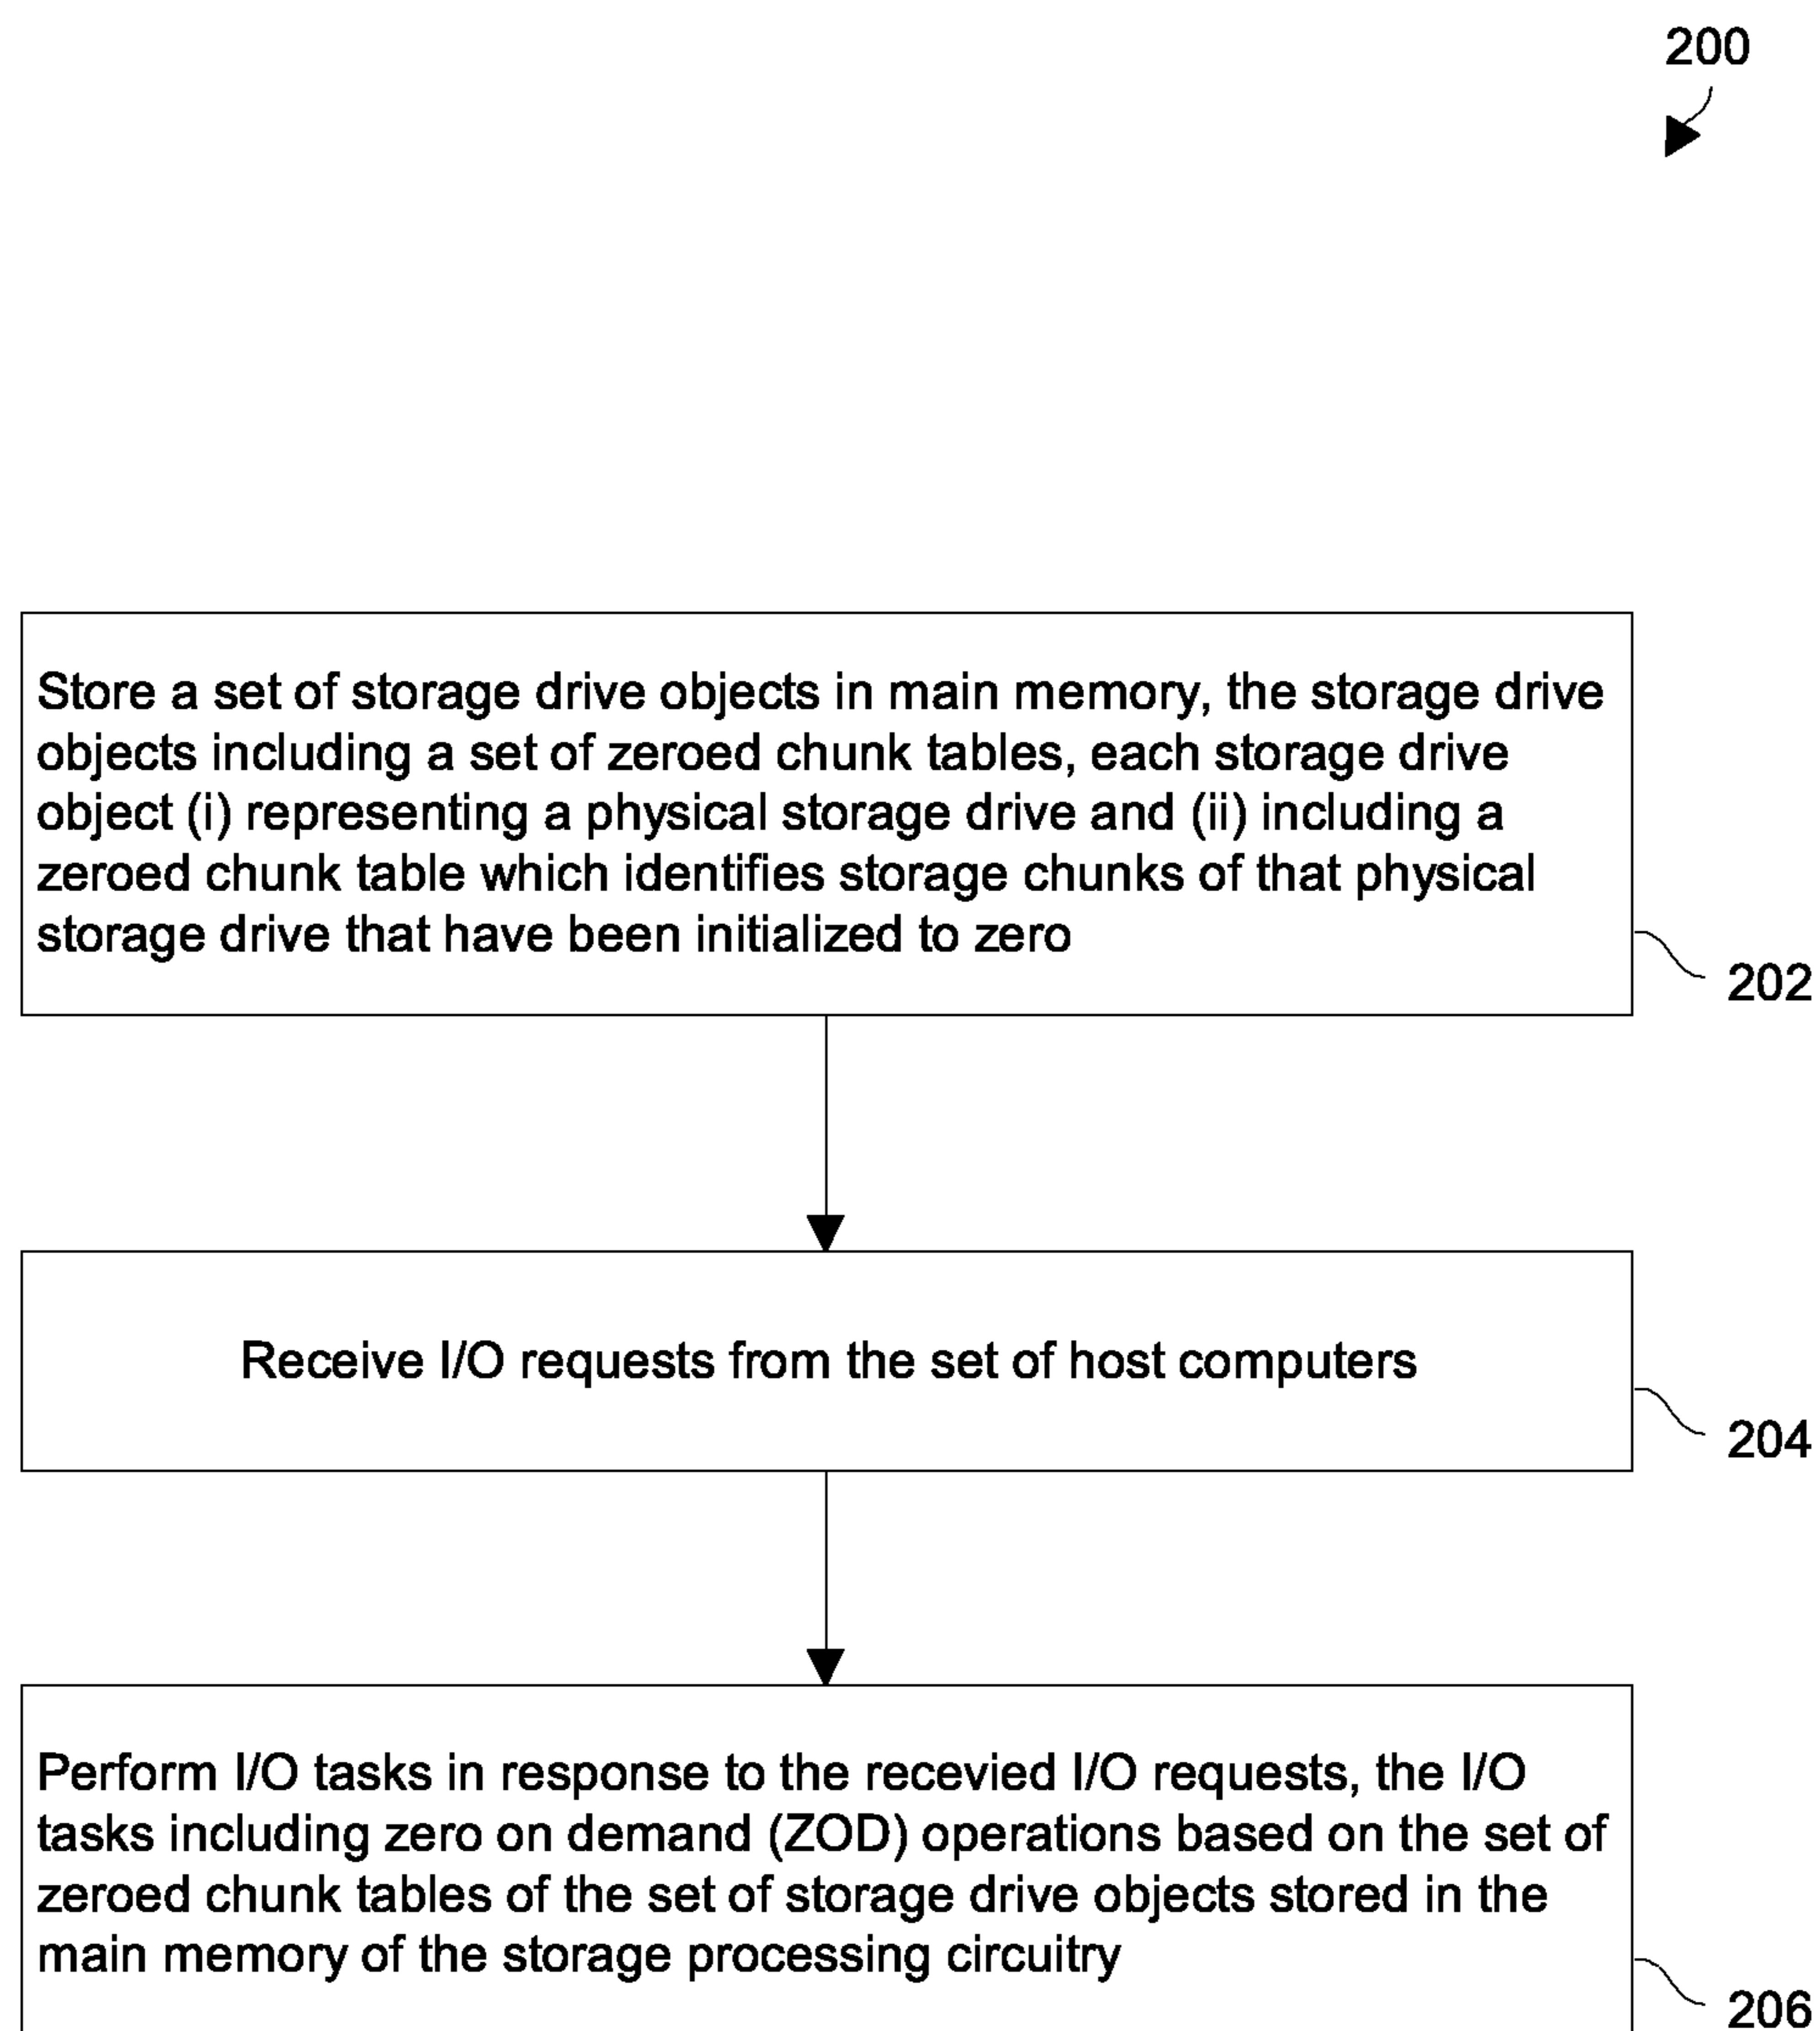 200
Store a set of storage drive objects in main memory, the storage drive
objects including a set of zeroed chunk tables, each storage drive
object (i) representing a physical storage drive and (ii) including a
zeroed chunk table which identifies storage chunks of that physical
storage drive that have been initialized to zero
202
Receive I/O requests from the set of host computers
204
Perform I/O tasks in response to the recevied I/O requests, the I/O
tasks including zero on demand (ZOD) operations based on the set of
zeroed chunk tables of the set of storage drive objects stored in the
main memory of the storage processing circuitry
206